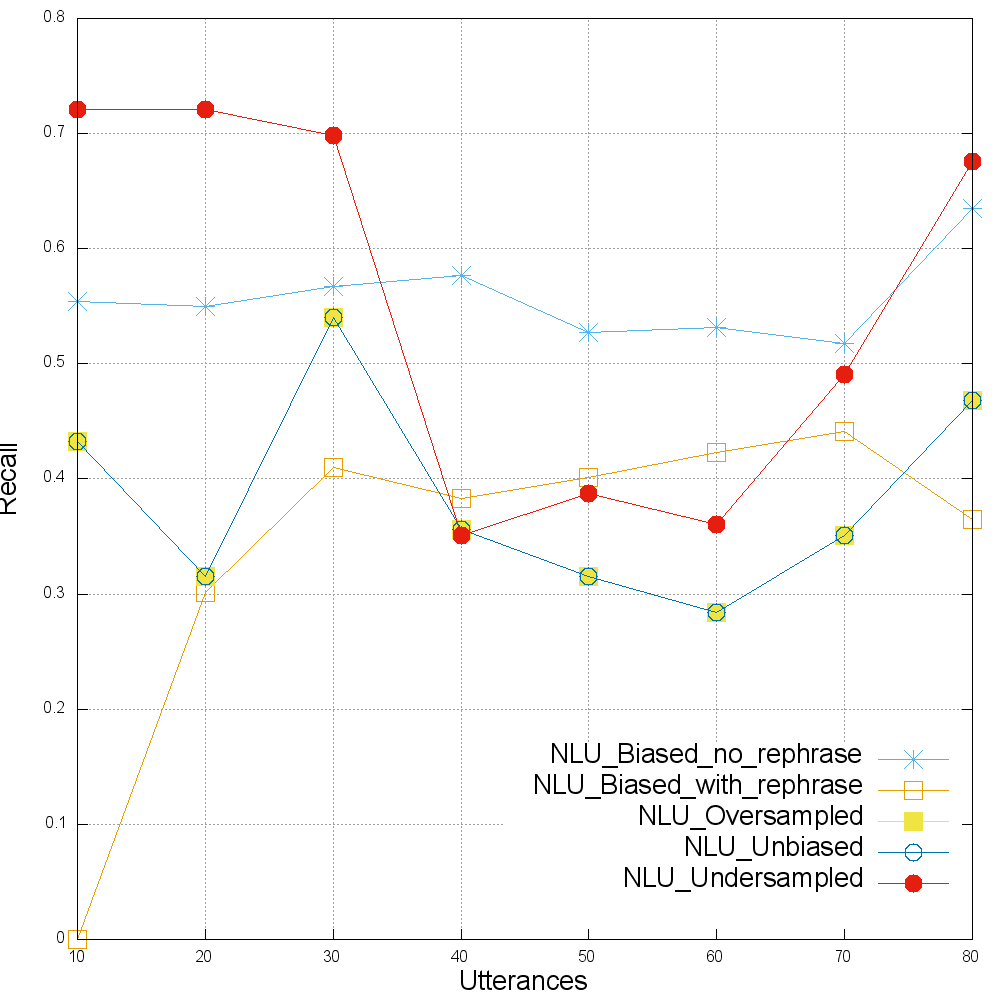 0.8
0.7
0.6
0.5
0.4
0.3
0.2
0.1
0
Recall
NLU_Biased_no_rephrase
NLU_Biased_with_rephrase
NLU_Oversampled
NLU_Unbiased
NLU_Undersampled
10 20 30 40 50 60 70 80
Utterances